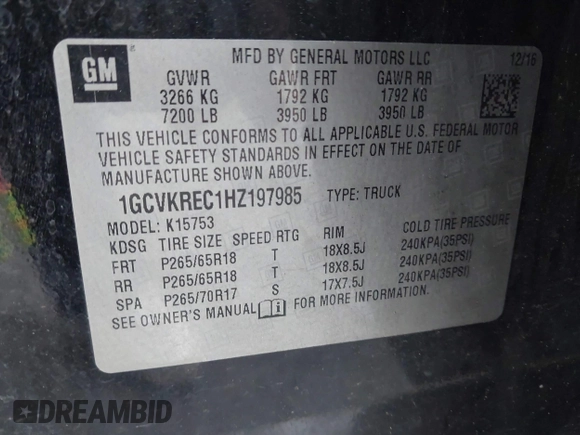 GM
MFD BY GENERAL MOTORS LLC 12/16
GVWR GAWR FRT GAWR RR
3266 KG 1792 KG 1792 KG
7200 LB 3950 LB 3950 LB
THIS VEHICLE CONFORMS TO ALL APPLICABLE U.S. FEDERAL MOTOR
VEHICLE SAFETY STANDARDS IN EFFECT ON THE DATE OF
MANUFACTURE SHOWN ABOVE.
1GCVKREC1HZ197985 TYPE: TRUCK
MODEL: K15753
KDSG TIRE SIZE SPEED RTG RIM COLD TIRE PRESSURE
FRT P265/65R18 T 18X8.5J 240KPA(35PSI)
RR P265/65R18 T 18X8.5J 240KPA(35PSI)
SPA P265/70R17 S 17X7.5J 240KPA(35PSI)
SEE OWNER'S MANUAL FOR MORE INFORMATION.
DREAMBID